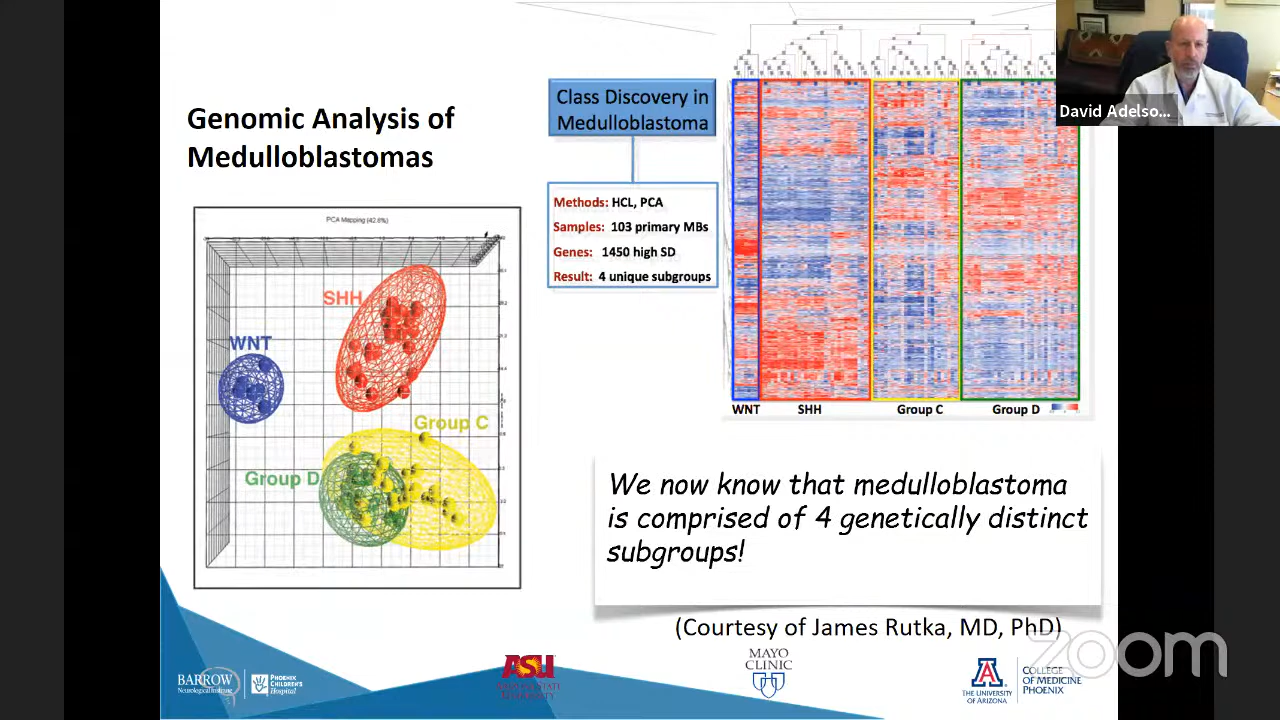 Genomic Analysis of
Medulloblastomas
PCA Mapping (42.8%)
SHH
WNT
Group C
Group D
Class Discovery in
Medulloblastoma
Methods: HCL, PCA
Samples: 103 primary MBs
Genes: 1450 high SD
Result: 4 unique subgroups
WNT SHH Group C Group D
David Adelso...
We now know that medulloblastoma
is comprised of 4 genetically distinct
subgroups!
(Courtesy of James Rutka, MD, PhD)
zoom
BARROW
Neurological Institute
PHOENIX
CHILDREN'S
Hospital
ASU
ARIZONA STATE
UNIVERSITY
MAYO
CLINIC
A
THE UNIVERSITY
OF ARIZONA
COLLEGE
OF MEDICINE
PHOENIX